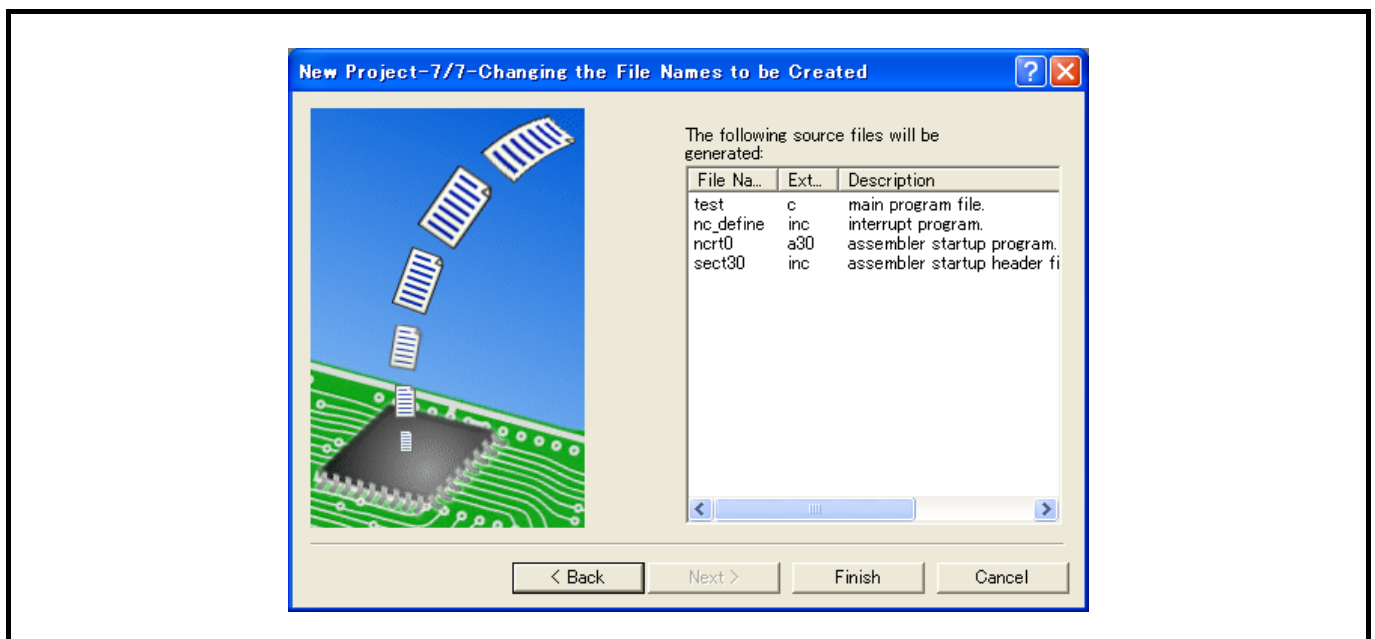 New Project-7/7-Changing the File Names to be Created
The following source files will be
generated:
File Na... Ext... Description
test c main program file.
nc_define inc interrupt program.
ncrt0 a30 assembler startup program.
sect30 inc assembler startup header fi
< Back Next > Finish Cancel